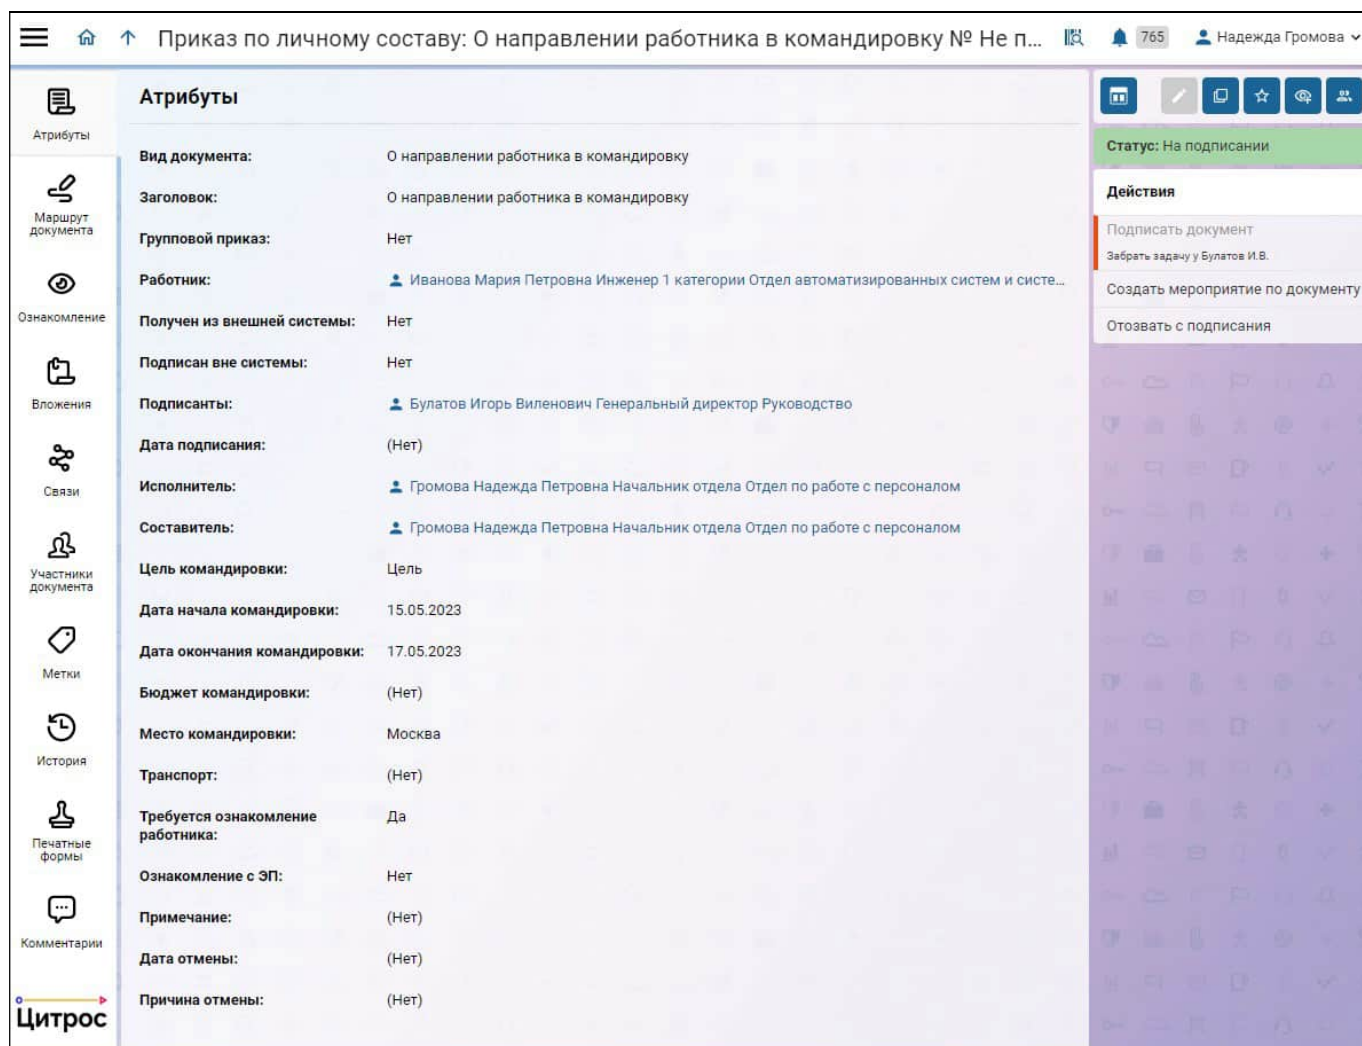 Приказ по личному составу: О направлении работника в командировку № Не п...
765
Надежда Громова
Атрибуты
Маршрут
документа
Ознакомление
Вложения
Связи
Участники
документа
Метки
История
Печатные
формы
Комментарии
Цитрос
Атрибуты
Вид документа: О направлении работника в командировку
Заголовок: О направлении работника в командировку
Групповой приказ: Нет
Работник: Иванова Мария Петровна Инженер 1 категории Отдел автоматизированных систем и систе...
Получен из внешней системы: Нет
Подписан вне системы: Нет
Подписанты: Булатов Игорь Виленович Генеральный директор Руководство
Дата подписания: (Нет)
Исполнитель: Громова Надежда Петровна Начальник отдела Отдел по работе с персоналом
Составитель: Громова Надежда Петровна Начальник отдела Отдел по работе с персоналом
Цель командировки: Цель
Дата начала командировки: 15.05.2023
Дата окончания командировки: 17.05.2023
Бюджет командировки: (Нет)
Место командировки: Москва
Транспорт: (Нет)
Требуется ознакомление Да
работника:
Ознакомление с ЭП: Нет
Примечание: (Нет)
Дата отмены: (Нет)
Причина отмены: (Нет)
Статус: На подписании
Действия
Подписать документ
Забрать задачу у Булатов И.В.
Создать мероприятие по документу
Отозвать с подписания